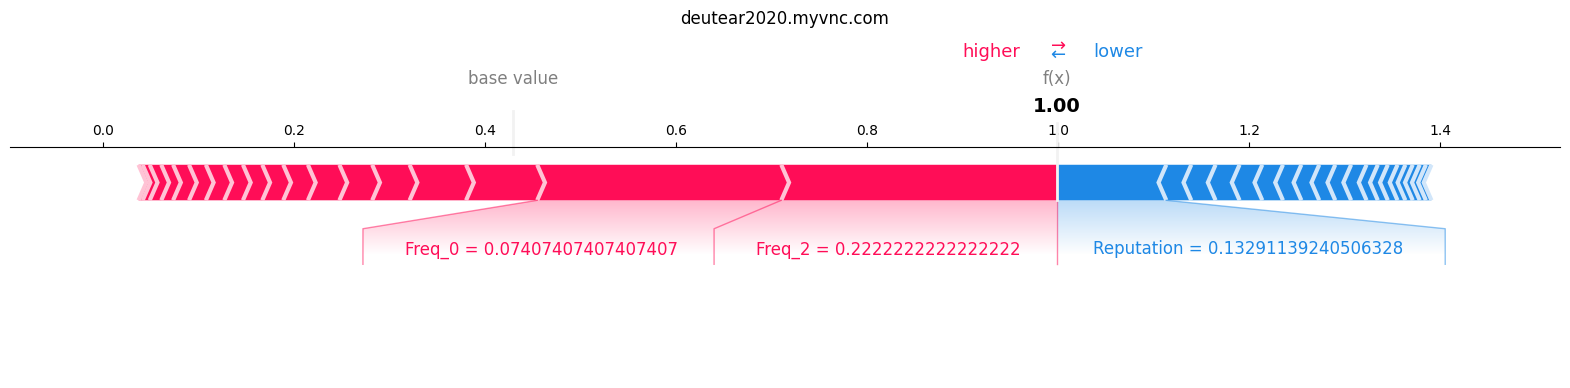 deutear2020.myvnc.com
higher ⇄ lower
base value f(x)
1.00
0.0 0.2 0.4 0.6 0.8 1.0 1.2 1.4
Freq_0 = 0.07407407407407407 Freq_2 = 0.2222222222222222 Reputation = 0.13291139240506328